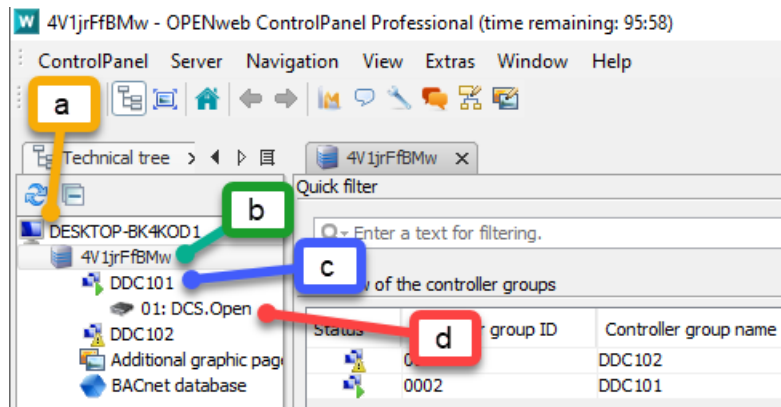 W 4V1jrFfBMw - OPENweb ControlPanel Professional (time remaining: 95:58)
ControlPanel Server Navigation View Extras Window Help
a
Technical tree
4V1jrFfBMw
Quick filter
b
DESKTOP-BK4KOD1
Enter a text for filtering.
4V1jrFfBMw
c
DDC101
of the controller groups
01: DCS.Open
d
Status group ID Controller group name
DDC102
DDC102
Additional graphic page
0002 DDC101
BACnet database